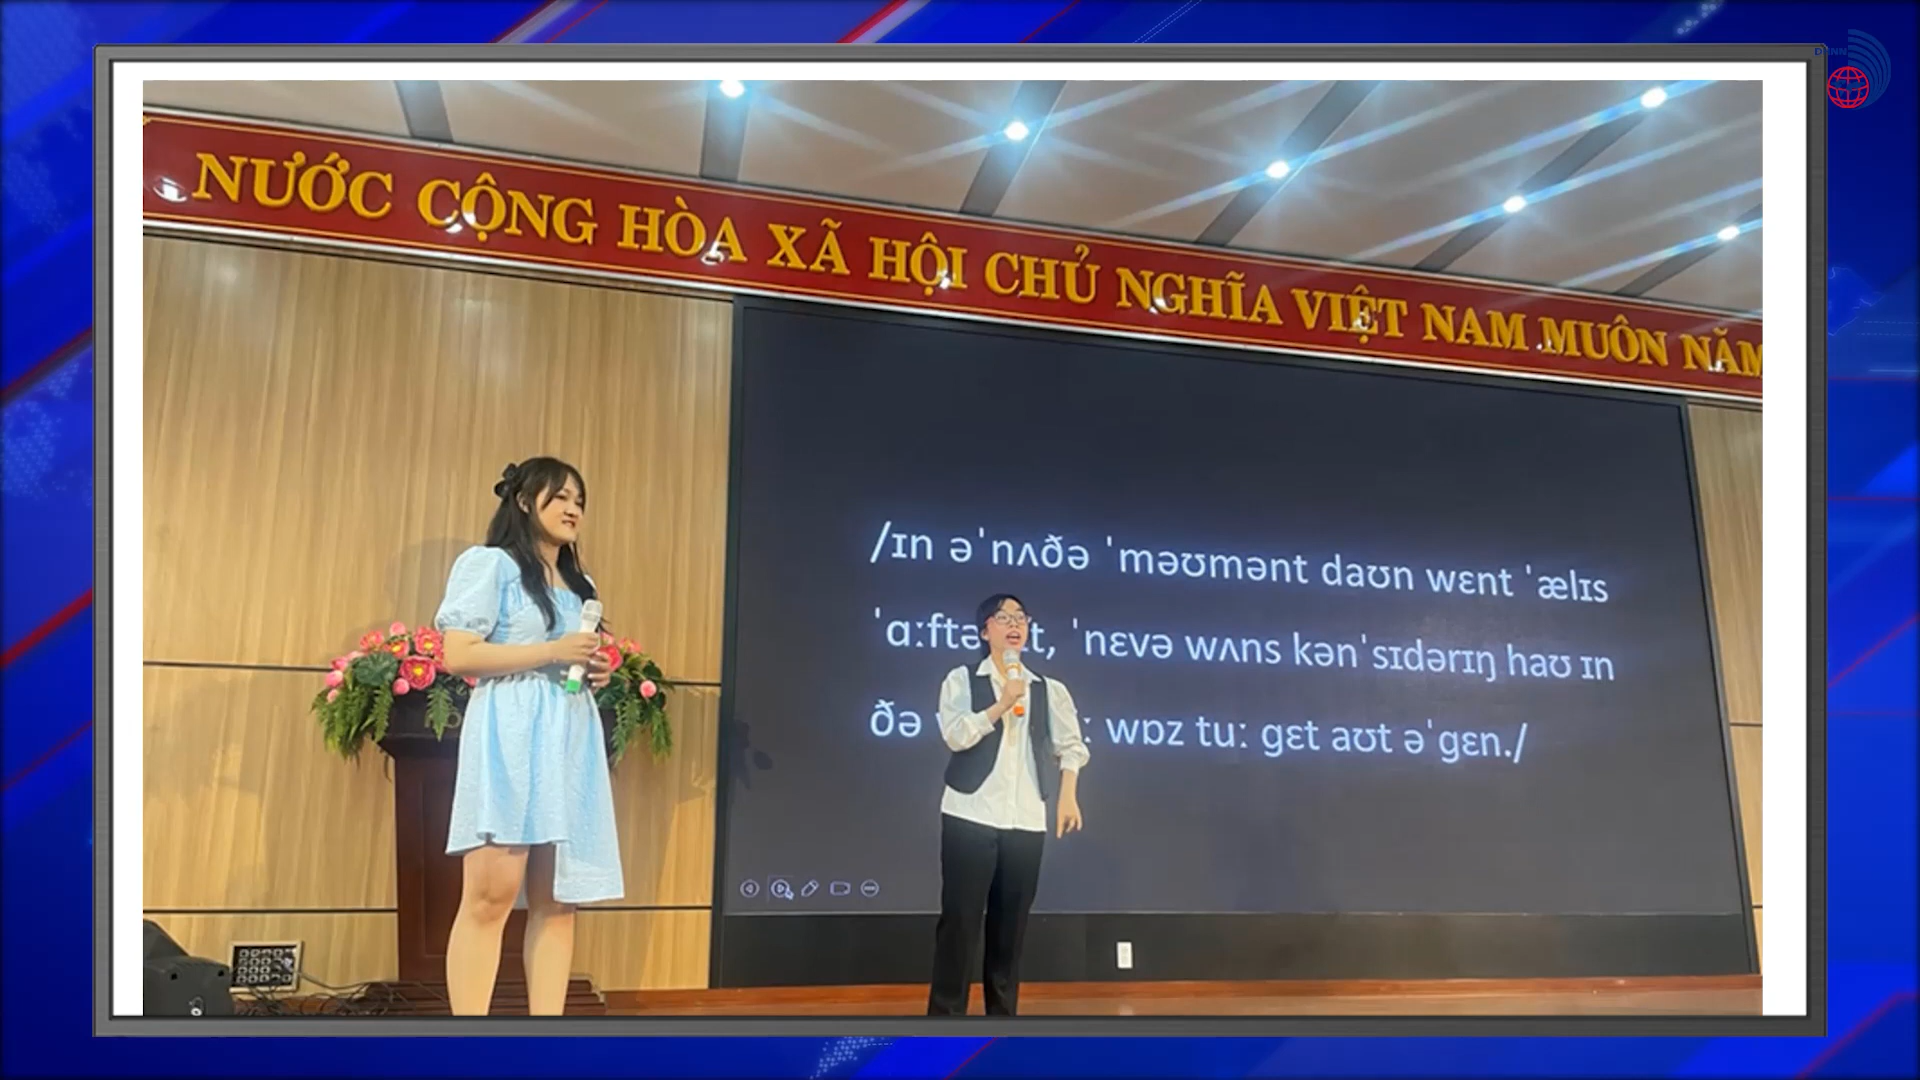 NƯỚC CỘNG HÒA XÃ HỘI CHỦ NGHĨA VIỆT NAM MUÔN NĂM
/ɪn əˈnʌðə ˈməʊmənt daʊn wɛnt ˈælɪs
ˈnɛvə wʌns kənˈsɪdərɪŋ haʊ ɪn
ðə wɒz tuː gɛt aʊt əˈgɛn./